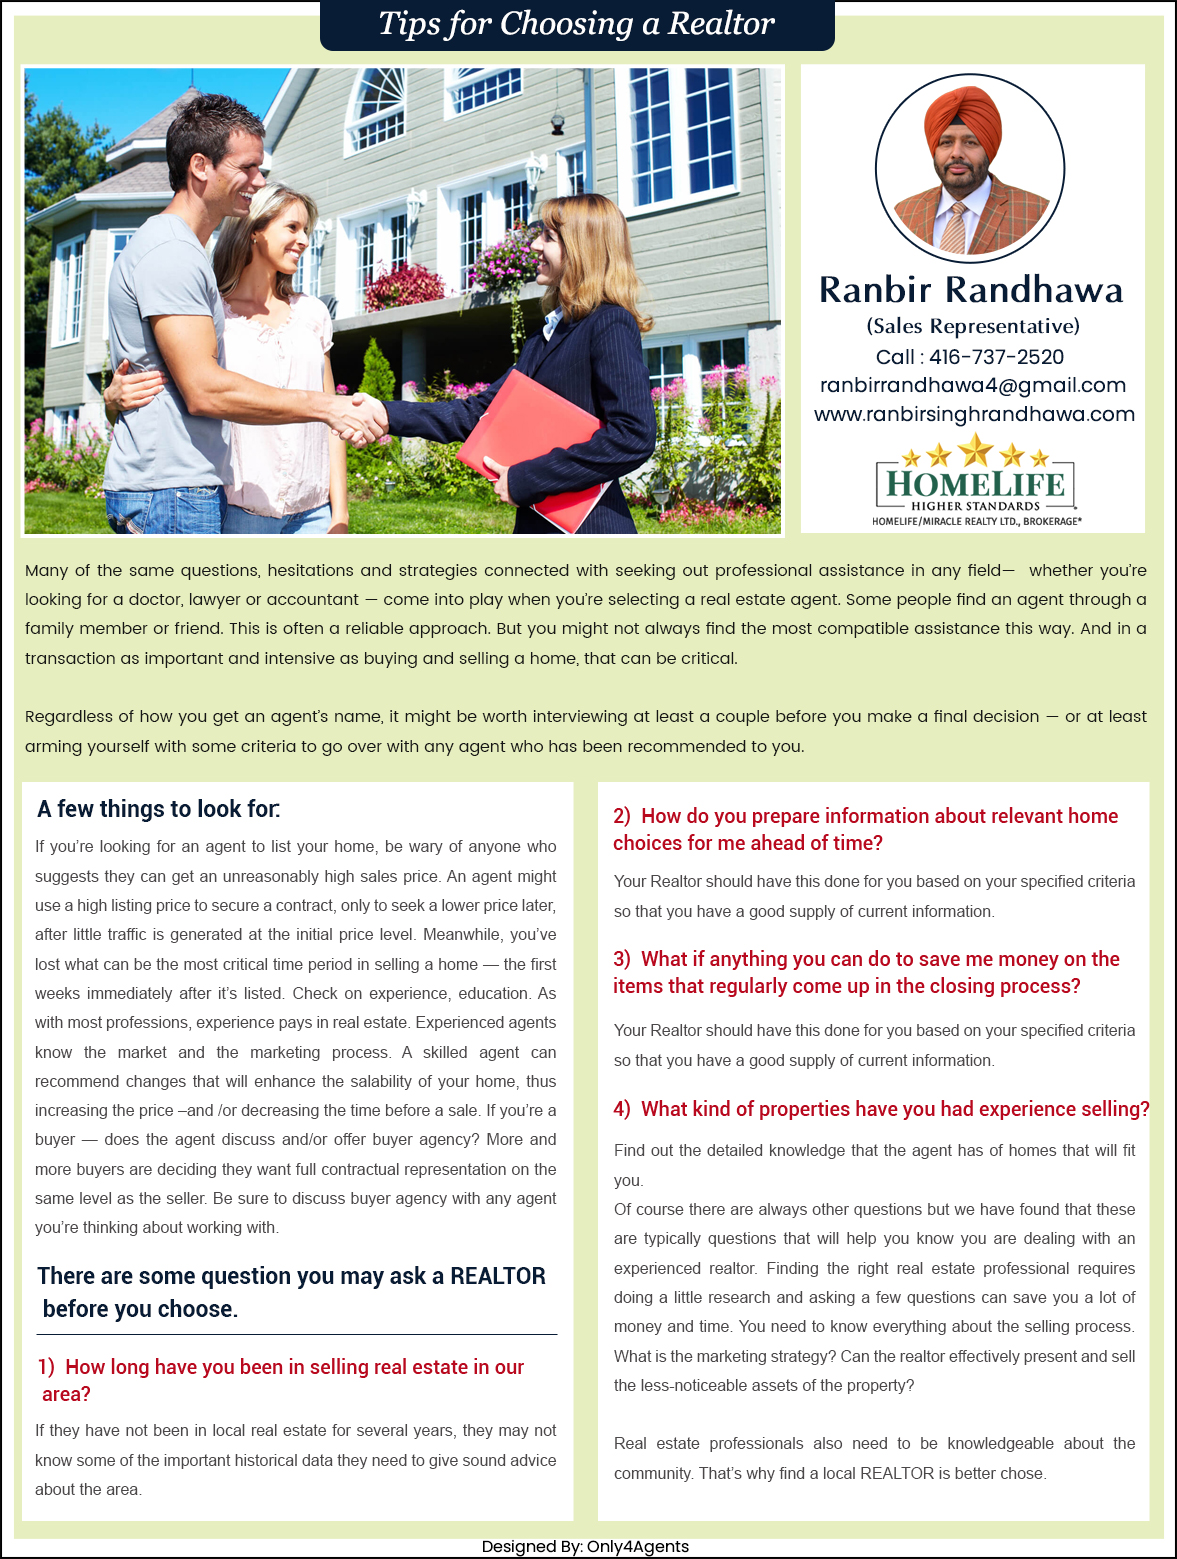 Tips for Choosing a Realtor
Ranbir Randhawa
(Sales Representative)
Call : 416-737-2520
ranbirrandhawa4@gmail.com
www.ranbirsinghrandhawa.com
HOMELIFE
HIGHER STANDARDS
HOMELIFE/MIRACLE REALTY LTD., BROKERAGE*
Many of the same questions, hesitations and strategies connected with seeking out professional assistance in any field— whether you're
looking for a doctor, lawyer or accountant — come into play when you're selecting a real estate agent. Some people find an agent through a
family member or friend. This is often a reliable approach. But you might not always find the most compatible assistance this way. And in a
transaction as important and intensive as buying and selling a home, that can be critical.
Regardless of how you get an agent's name, it might be worth interviewing at least a couple before you make a final decision — or at least
arming yourself with some criteria to go over with any agent who has been recommended to you.
A few things to look for:
If you're looking for an agent to list your home, be wary of anyone who
suggests they can get an unreasonably high sales price. An agent might
use a high listing price to secure a contract, only to seek a lower price later,
after little traffic is generated at the initial price level. Meanwhile, you've
lost what can be the most critical time period in selling a home — the first
weeks immediately after it's listed. Check on experience, education. As
with most professions, experience pays in real estate. Experienced agents
know the market and the marketing process. A skilled agent can
recommend changes that will enhance the salability of your home, thus
increasing the price –and /or decreasing the time before a sale. If you're a
buyer — does the agent discuss and/or offer buyer agency? More and
more buyers are deciding they want full contractual representation on the
same level as the seller. Be sure to discuss buyer agency with any agent
you're thinking about working with.
There are some question you may ask a REALTOR
before you choose.
1) How long have you been in selling real estate in our
area?
If they have not been in local real estate for several years, they may not
know some of the important historical data they need to give sound advice
about the area.
2) How do you prepare information about relevant home
choices for me ahead of time?
Your Realtor should have this done for you based on your specified criteria
so that you have a good supply of current information.
3) What if anything you can do to save me money on the
items that regularly come up in the closing process?
Your Realtor should have this done for you based on your specified criteria
so that you have a good supply of current information.
4) What kind of properties have you had experience selling?
Find out the detailed knowledge that the agent has of homes that will fit
you.
Of course there are always other questions but we have found that these
are typically questions that will help you know you are dealing with an
experienced realtor. Finding the right real estate professional requires
doing a little research and asking a few questions can save you a lot of
money and time. You need to know everything about the selling process.
What is the marketing strategy? Can the realtor effectively present and sell
the less-noticeable assets of the property?
Real estate professionals also need to be knowledgeable about the
community. That's why find a local REALTOR is better chose.
Designed By: Only4Agents